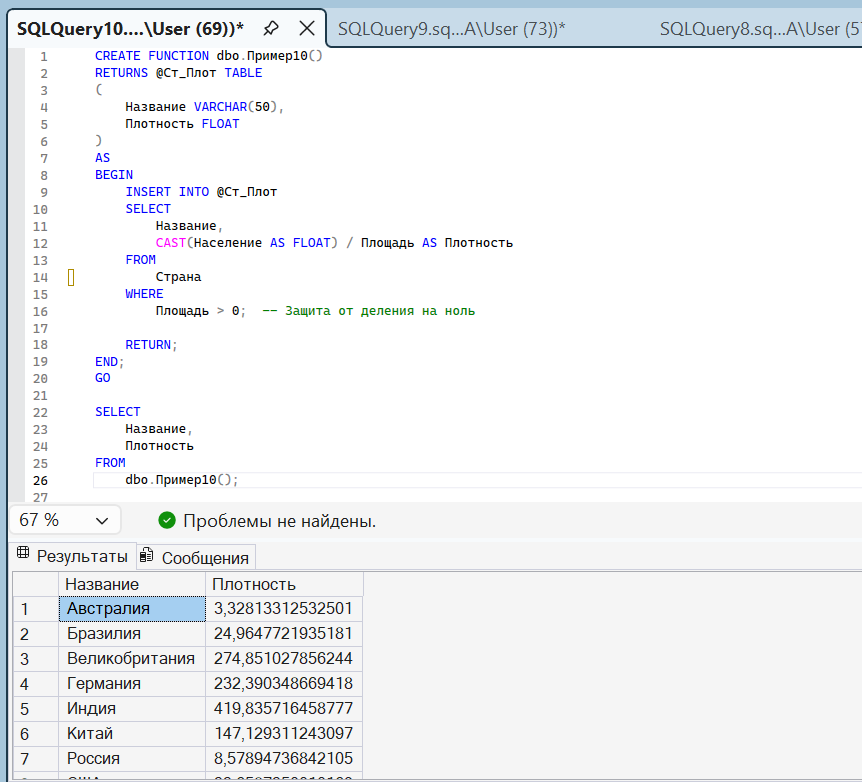 SQLQuery10....\User (69))* SQLQuery9.sq...A\User (73))* SQLQuery8.sq...A\User (5
1 CREATE FUNCTION dbo.Пример10()
2 RETURNS @Ст_Плот TABLE
3 (
4 Название VARCHAR(50),
5 Плотность FLOAT
6 )
7 AS
8 BEGIN
9 INSERT INTO @Ст_Плот
10 SELECT
11 Название,
12 CAST(Население AS FLOAT) / Площадь AS Плотность
13 FROM
14 Страна
15 WHERE
16 Площадь > 0; -- Защита от деления на ноль
17
18 RETURN;
19 END;
20 GO
21
22 SELECT
23 Название,
24 Плотность
25 FROM
26 dbo.Пример10();
27
67 % Проблемы не найдены.
Результаты Сообщения
Название Плотность
1 Австралия 3,32813312532501
2 Бразилия 24,9647721935181
3 Великобритания 274,851027856244
4 Германия 232,390348669418
5 Индия 419,835716458777
6 Китай 147,129311243097
7 Россия 8,57894736842105